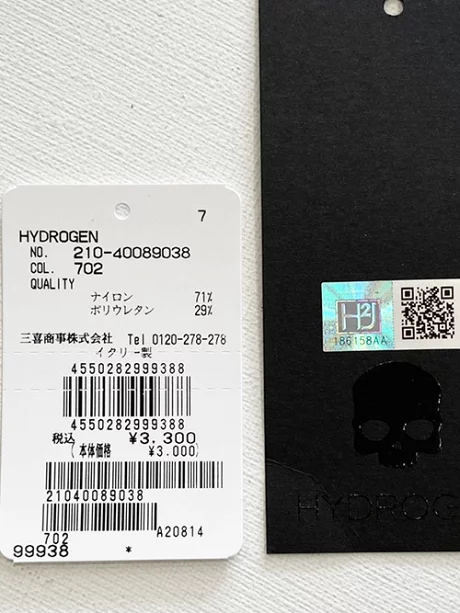 7
HYDROGEN
NO. 210-40089038
COL. 702
QUALITY
ナイロン 71%
ポリウレタン 29%
三喜商事株式会社 Tel 0120-278-278
イタリー製
4550282999388
4550282999388
税込 ¥3,300
(本体価格 ¥3,000)
21040089038
702 A20814
99938 *
H2
186158AA
HYDROG